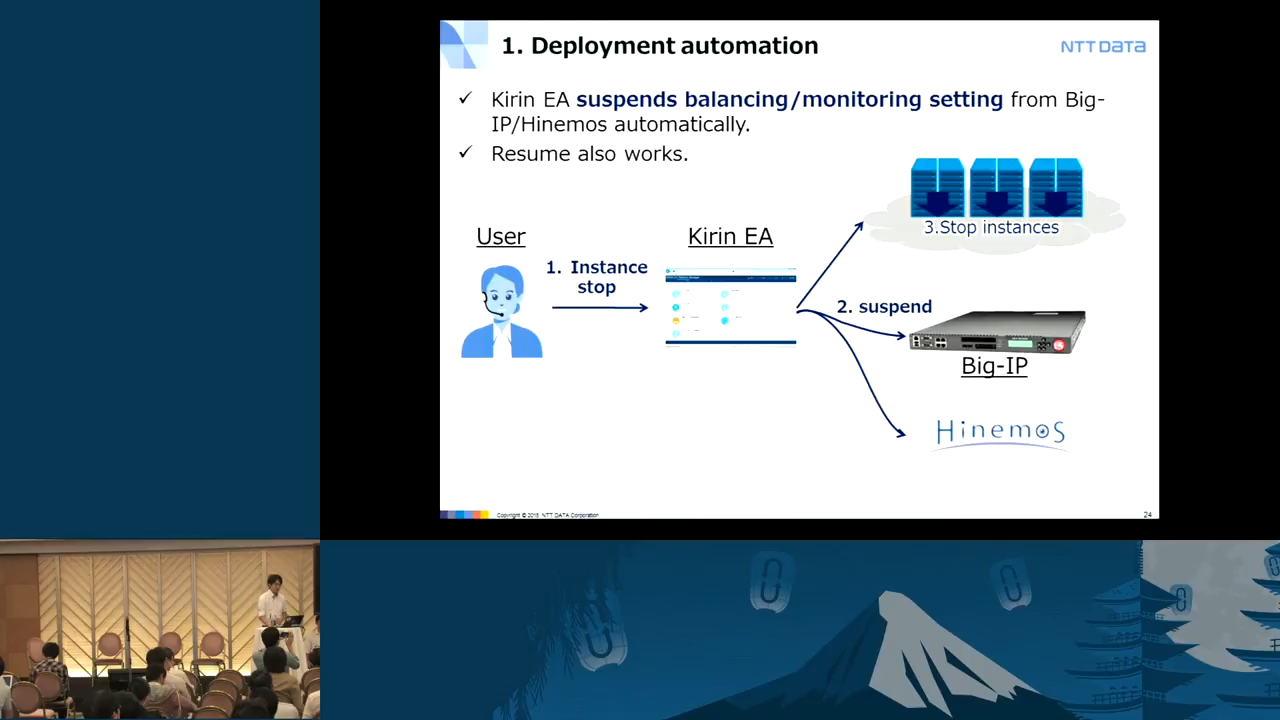 1. Deployment automation
NTT DATA
✓ Kirin EA suspends balancing/monitoring setting from Big-
IP/Hinemos automatically.
✓ Resume also works.
3.Stop instances
User
Kirin EA
1. Instance
stop
2. suspend
Big-IP
Hinemos
Copyright © 2015 NTT DATA Corporation
24